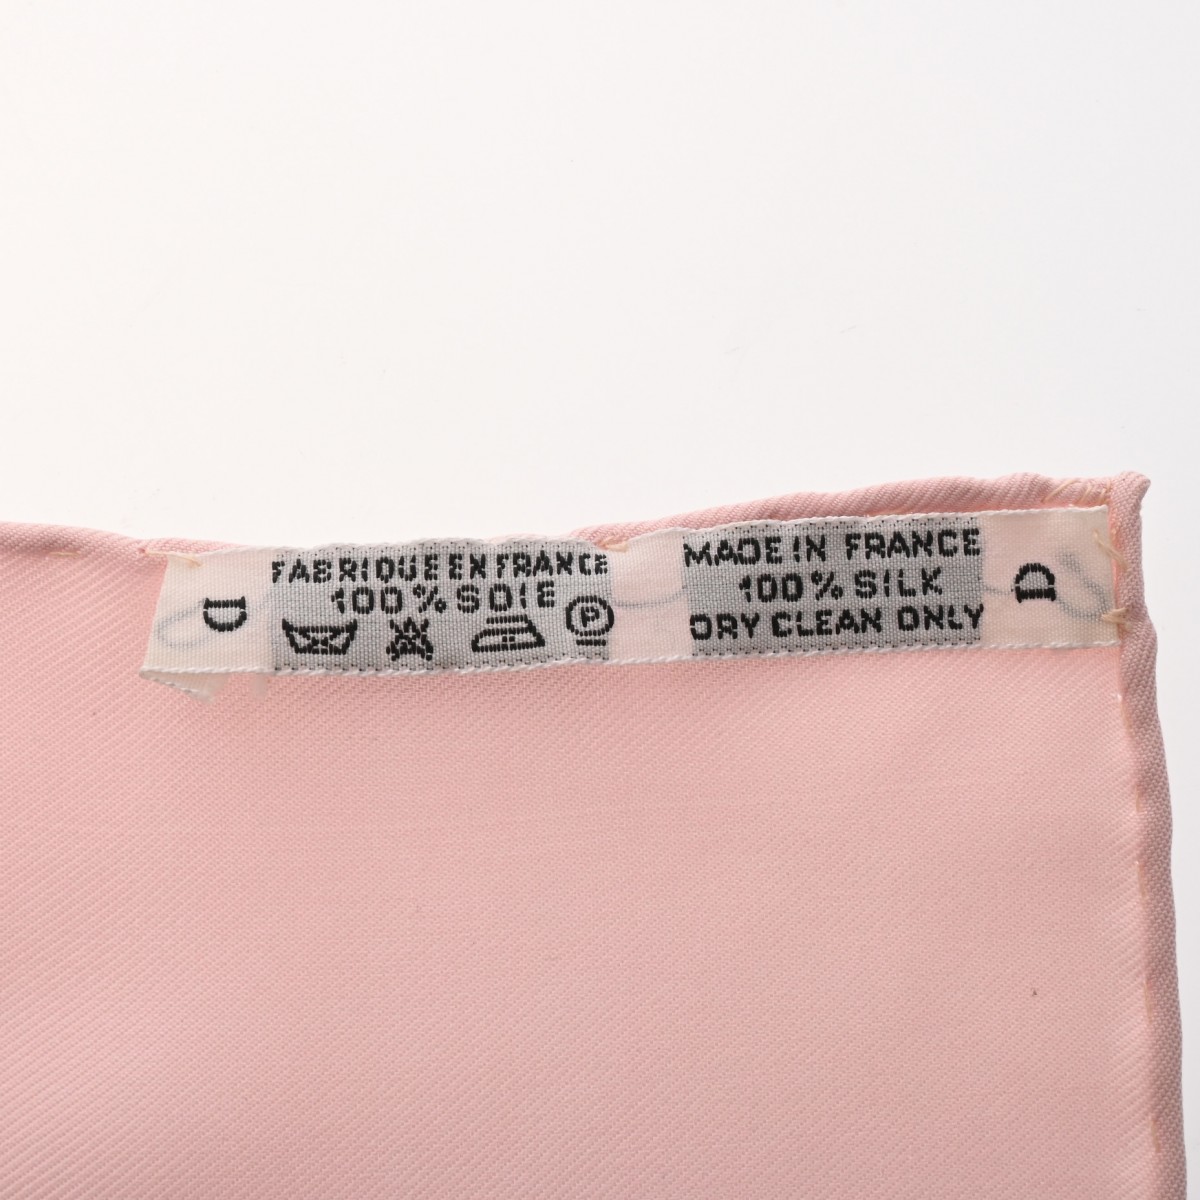 D
FABRIQUE EN FRANCE
100% SOIE
P
MADE IN FRANCE
100% SILK
DRY CLEAN ONLY
D